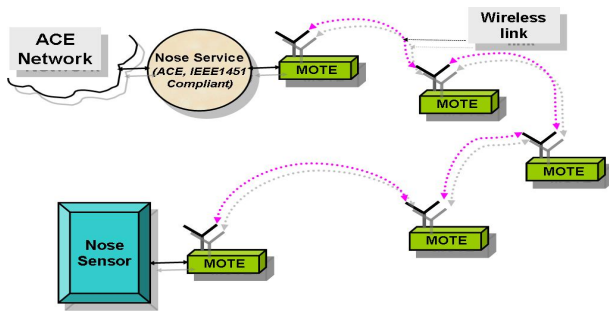 ACE
Network
Nose Service
(ACE, IEEE1451
Compliant)
MOTE
Wireless
link
MOTE
MOTE
MOTE
Nose
Sensor
MOTE